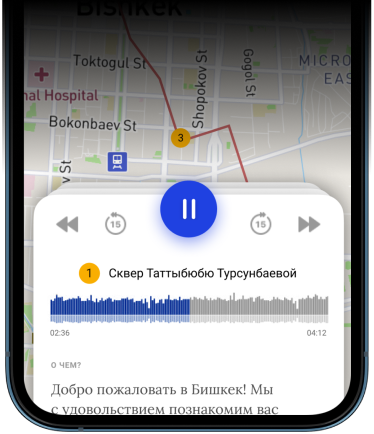 Bishkek
Toktogul St
MICRO
EAS
nal Hospital
Shopokov St
Gogol St
Bokonbaev St
3
y St
15
15
1 Сквер Таттыбюбю Турсунбаевой
02:36
04:12
О ЧЕМ?
Добро пожаловать в Бишкек! Мы
с удовольствием познакомим вас